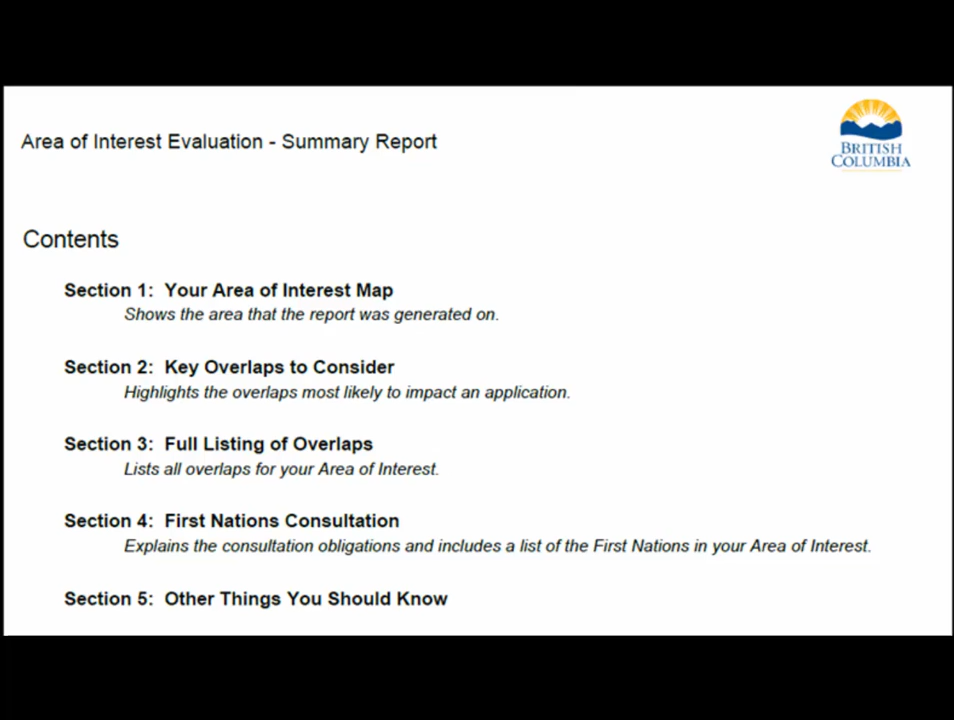 Area of Interest Evaluation - Summary Report
BRITISH
COLUMBIA
Contents
Section 1: Your Area of Interest Map
Shows the area that the report was generated on.
Section 2: Key Overlaps to Consider
Highlights the overlaps most likely to impact an application.
Section 3: Full Listing of Overlaps
Lists all overlaps for your Area of Interest.
Section 4: First Nations Consultation
Explains the consultation obligations and includes a list of the First Nations in your Area of Interest.
Section 5: Other Things You Should Know